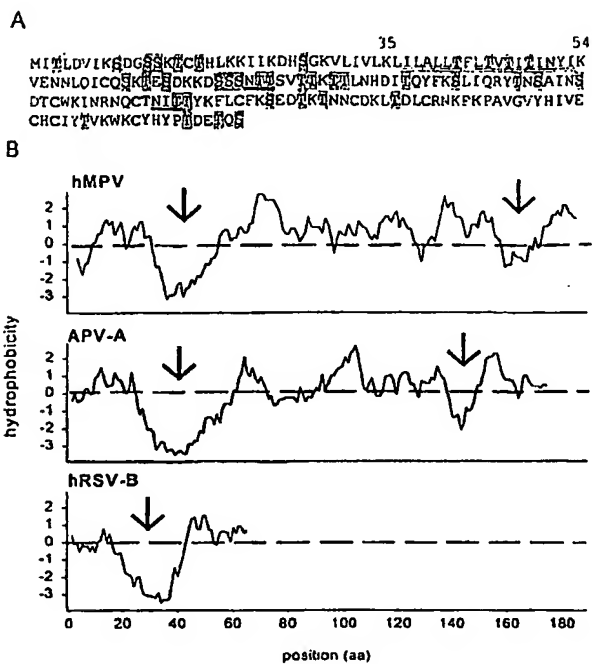 A
35 54
MITLDVIKSDGSSKTCTHLKKIIKDHSGKVLIVLKLILALLTFLTVTITINYIK
VENNLQICQSKTESDKKDSSSNTTSVTTKTTLNHDITQYFKSLIQRYTNSAINS
DTCWKINRNQCTNITTYKFLCFKSEDTKTNNCDKLTDLCRNKFKPAVGVYHIVE
CHCIYTVKWKCYHYPTDETQS
B
hMPV
2
1
0
-1
-2
-3
APV-A
2
1
0
-1
-2
-3
hydrophobicity
hRSV-B
2
1
0
-1
-2
-3
0 20 40 60 80 100 120 140 160 180
position (aa)